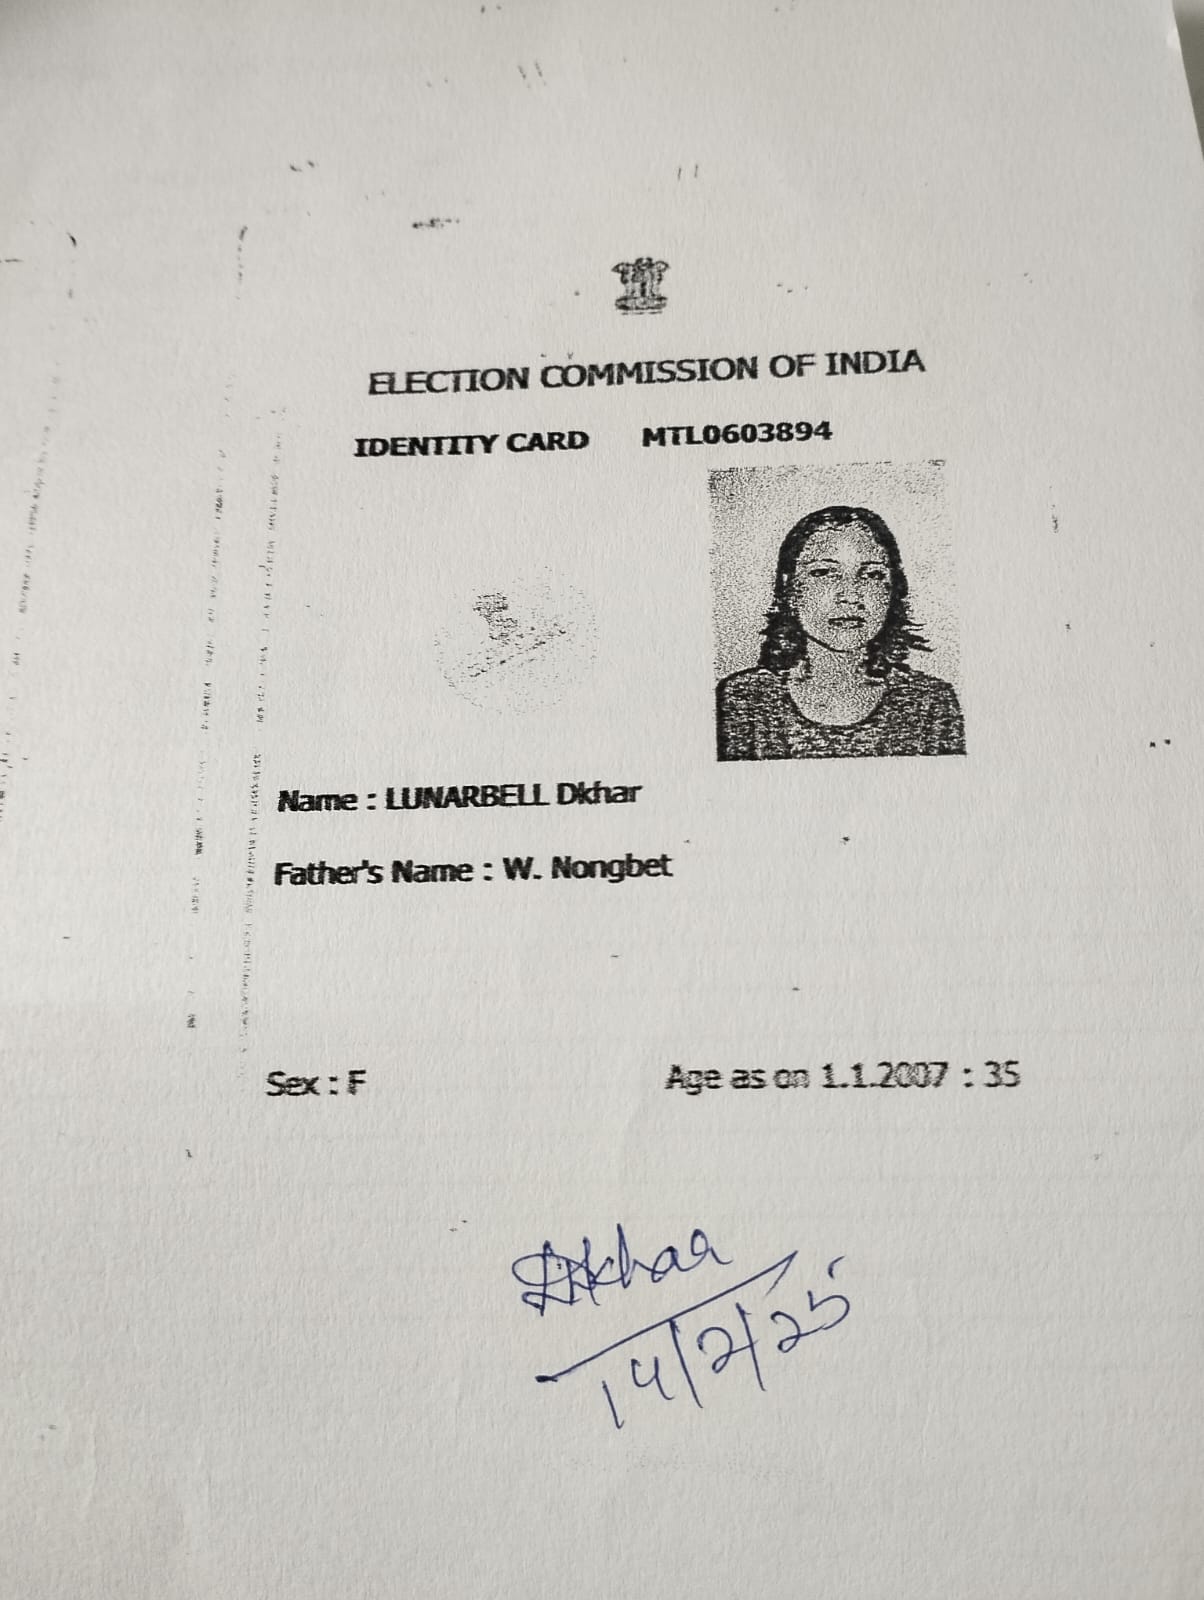 ELECTION COMMISSION OF INDIA
IDENTITY CARD MTL0603894
Name : LUNARBELL Dkhar
Father's Name : W. Nongbet
Sex : F Age as on 1.1.2007 : 35
Dkhar
14/2/25